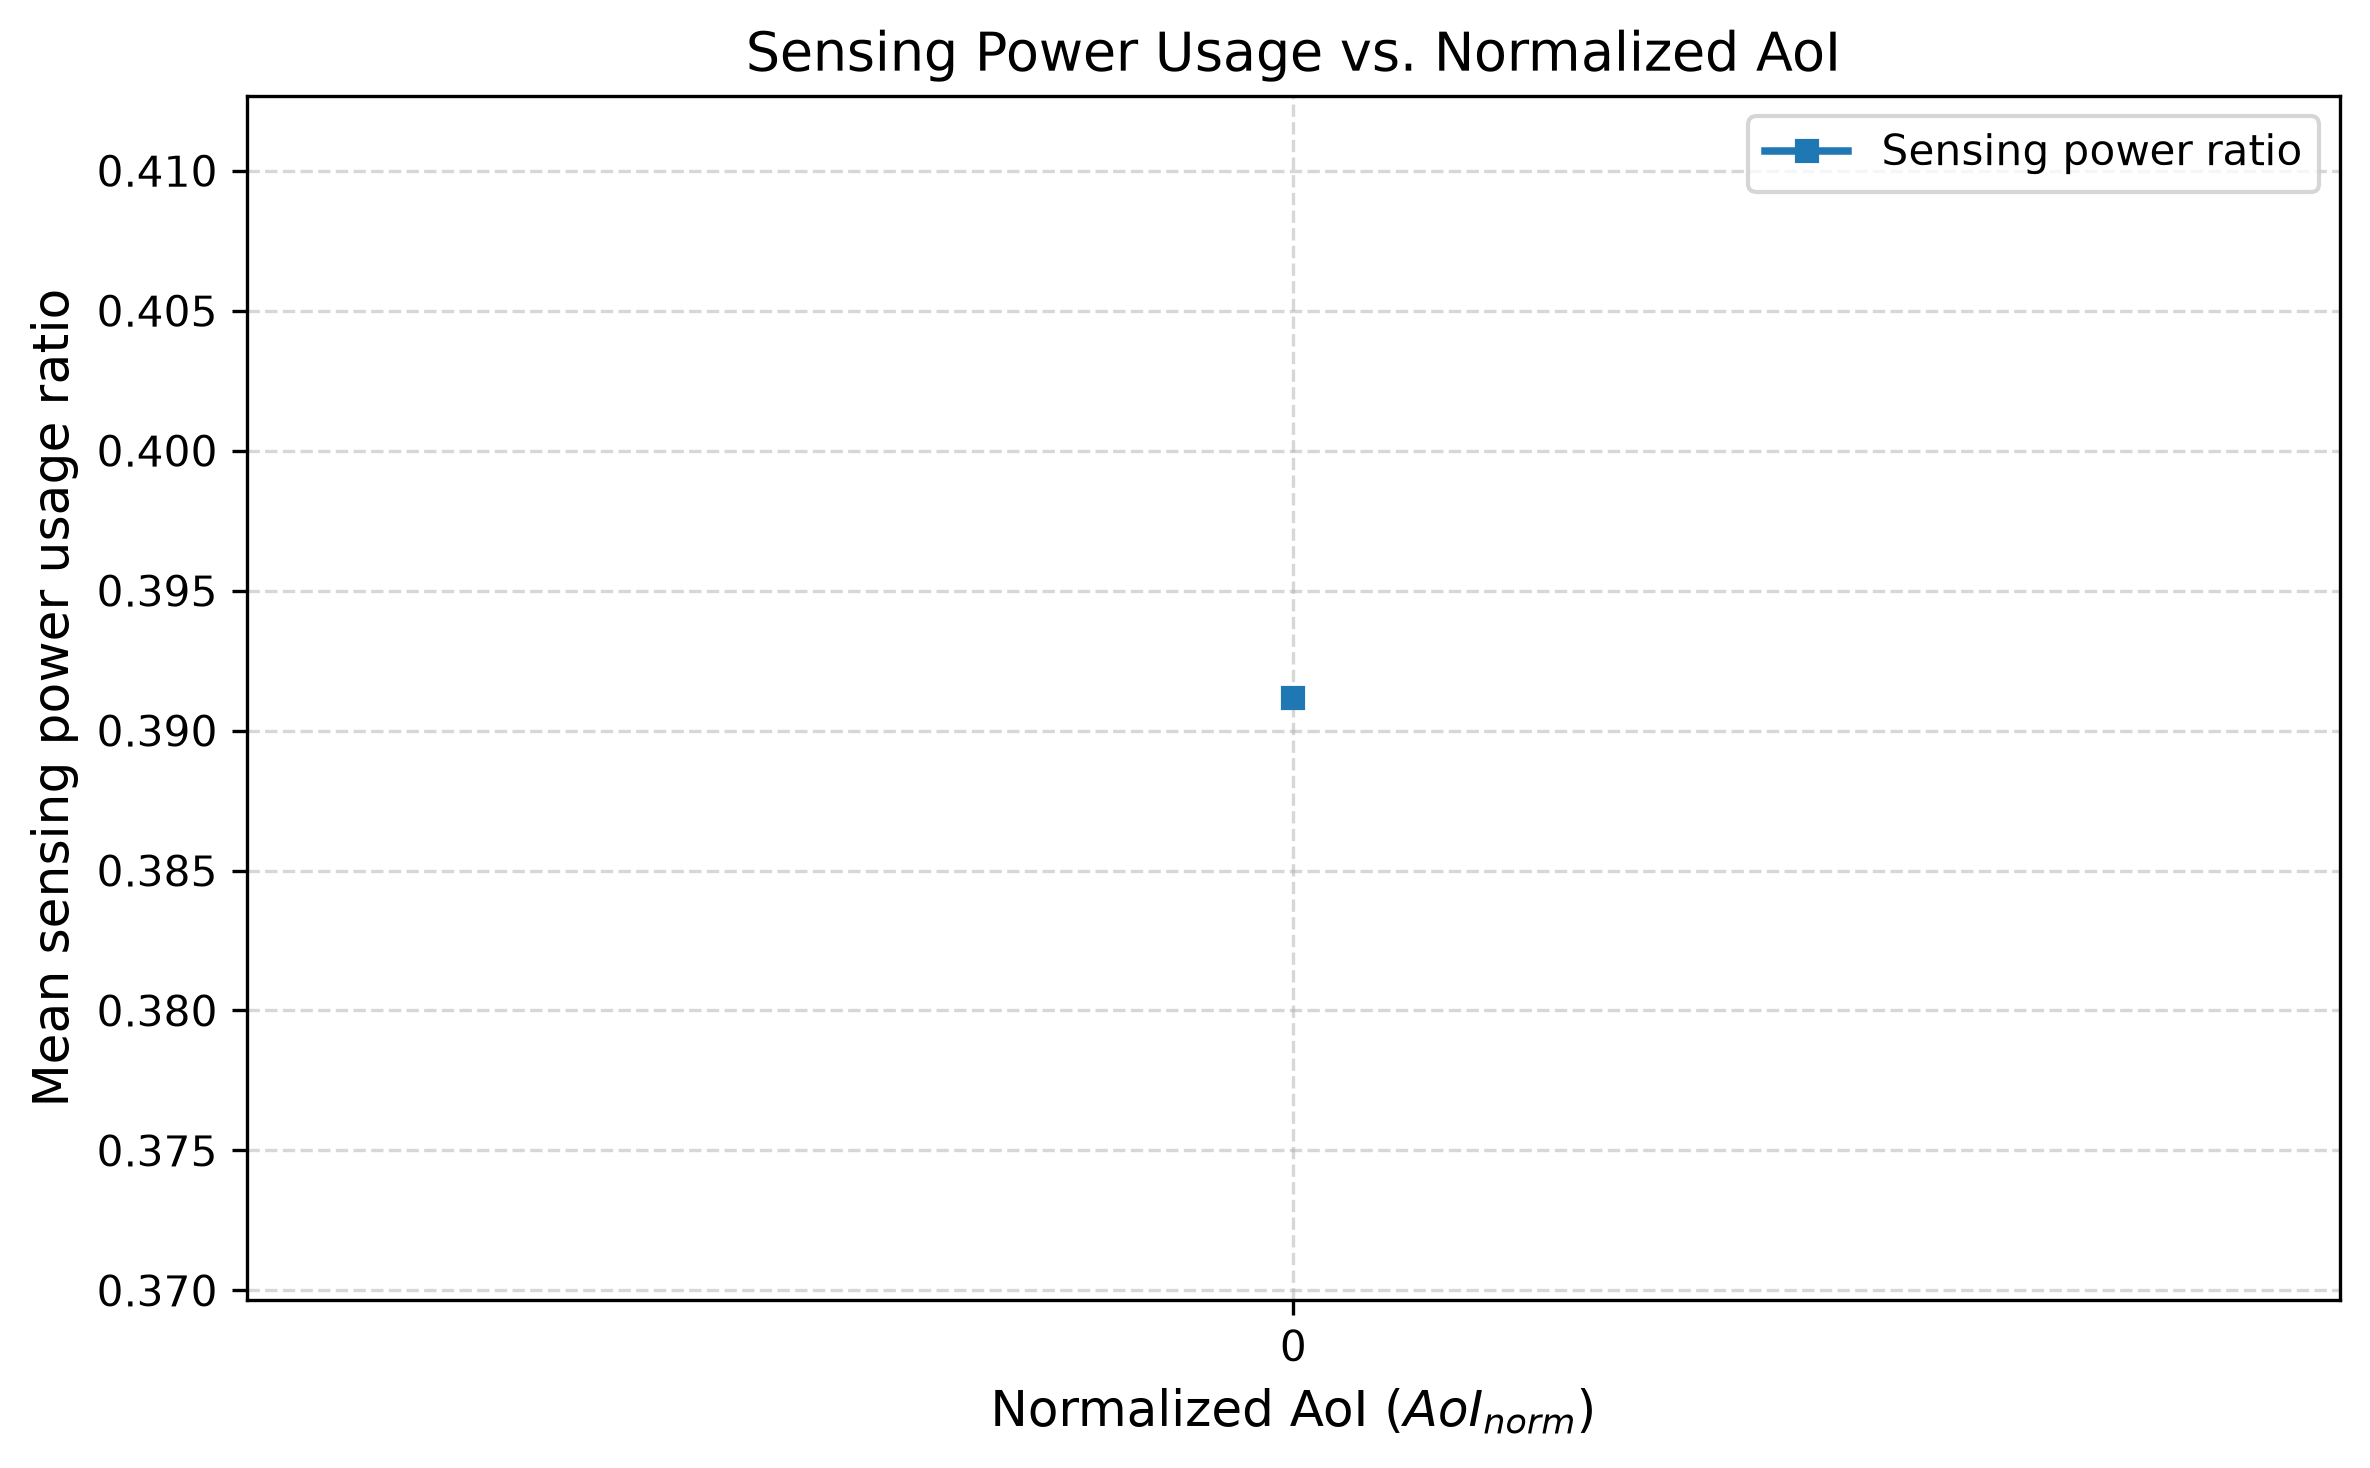 Sensing Power Usage vs. Normalized AoI
Sensing power ratio
Mean sensing power usage ratio
0.410
0.405
0.400
0.395
0.390
0.385
0.380
0.375
0.370
0
Normalized AoI (AoI_norm)